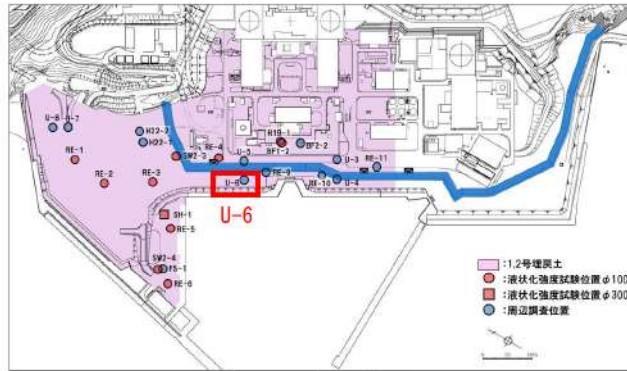 U-8
U-7
H22-2
H22-1
RE-1
SW2-3
RE-4
H19-1
BF1-2
BF2-2
U-5
U-3
RE-11
RE-2
RE-3
U-6
RE-9
RE-10
U-4
U-6
SH-1
RE-5
SW2-4
FS-1
RE-6
:1,2号埋戻土
:液状化強度試験位置φ100
:液状化強度試験位置φ300
:周辺調査位置